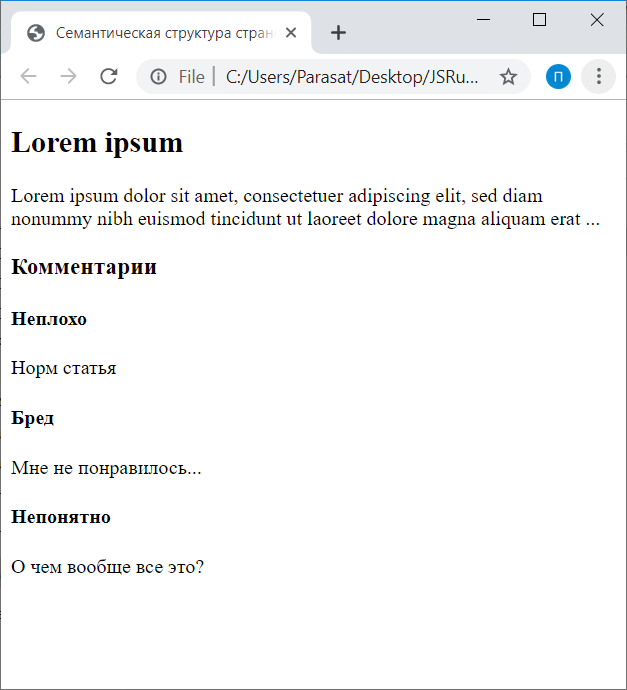 Семантическая структура стран
File C:/Users/Parasat/Desktop/JSRu...
П
Lorem ipsum
Lorem ipsum dolor sit amet, consectetuer adipiscing elit, sed diam
nonummy nibh euismod tincidunt ut laoreet dolore magna aliquam erat ...
Комментарии
Неплохо
Норм статья
Бред
Мне не понравилось...
Непонятно
О чем вообще все это?